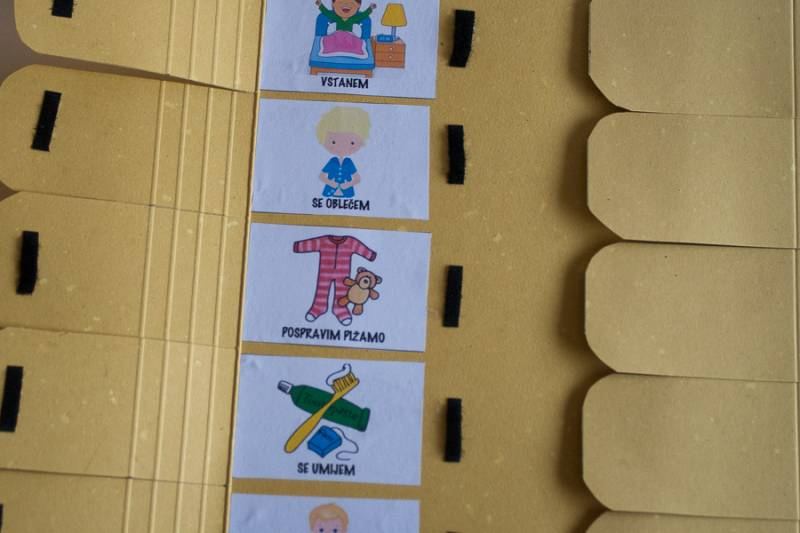 VSTANEM
SE OBLEČEM
POSPRAVIM PIŽAMO
SE UMIJEM